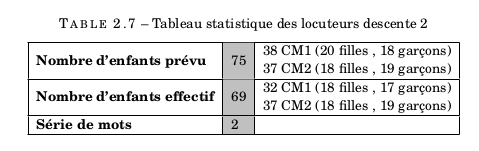 TABLE 2.7 – Tableau statistique des locuteurs descente 2
Nombre d'enfants prévu 75 38 CM1 (20 filles , 18 garçons)
37 CM2 (18 filles , 19 garçons)
Nombre d'enfants effectif 69 32 CM1 (18 filles , 17 garçons)
37 CM2 (18 filles , 19 garçons)
Série de mots 2